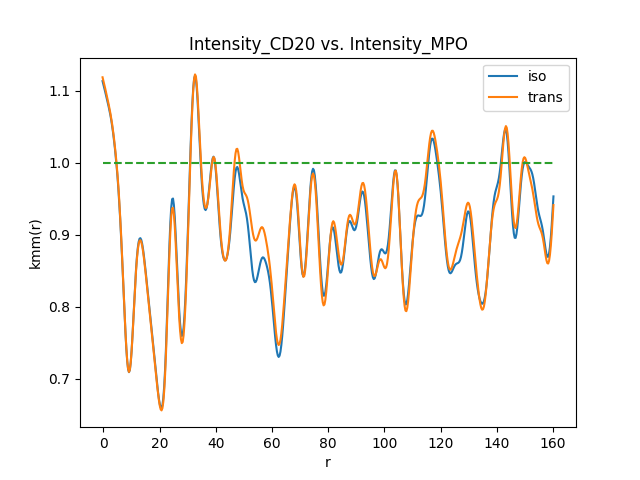 Intensity_CD20 vs. Intensity_MPO
iso
trans
1.1
1.0
0.9
0.8
0.7
kmm(r)
0 20 40 60 80 100 120 140 160
r